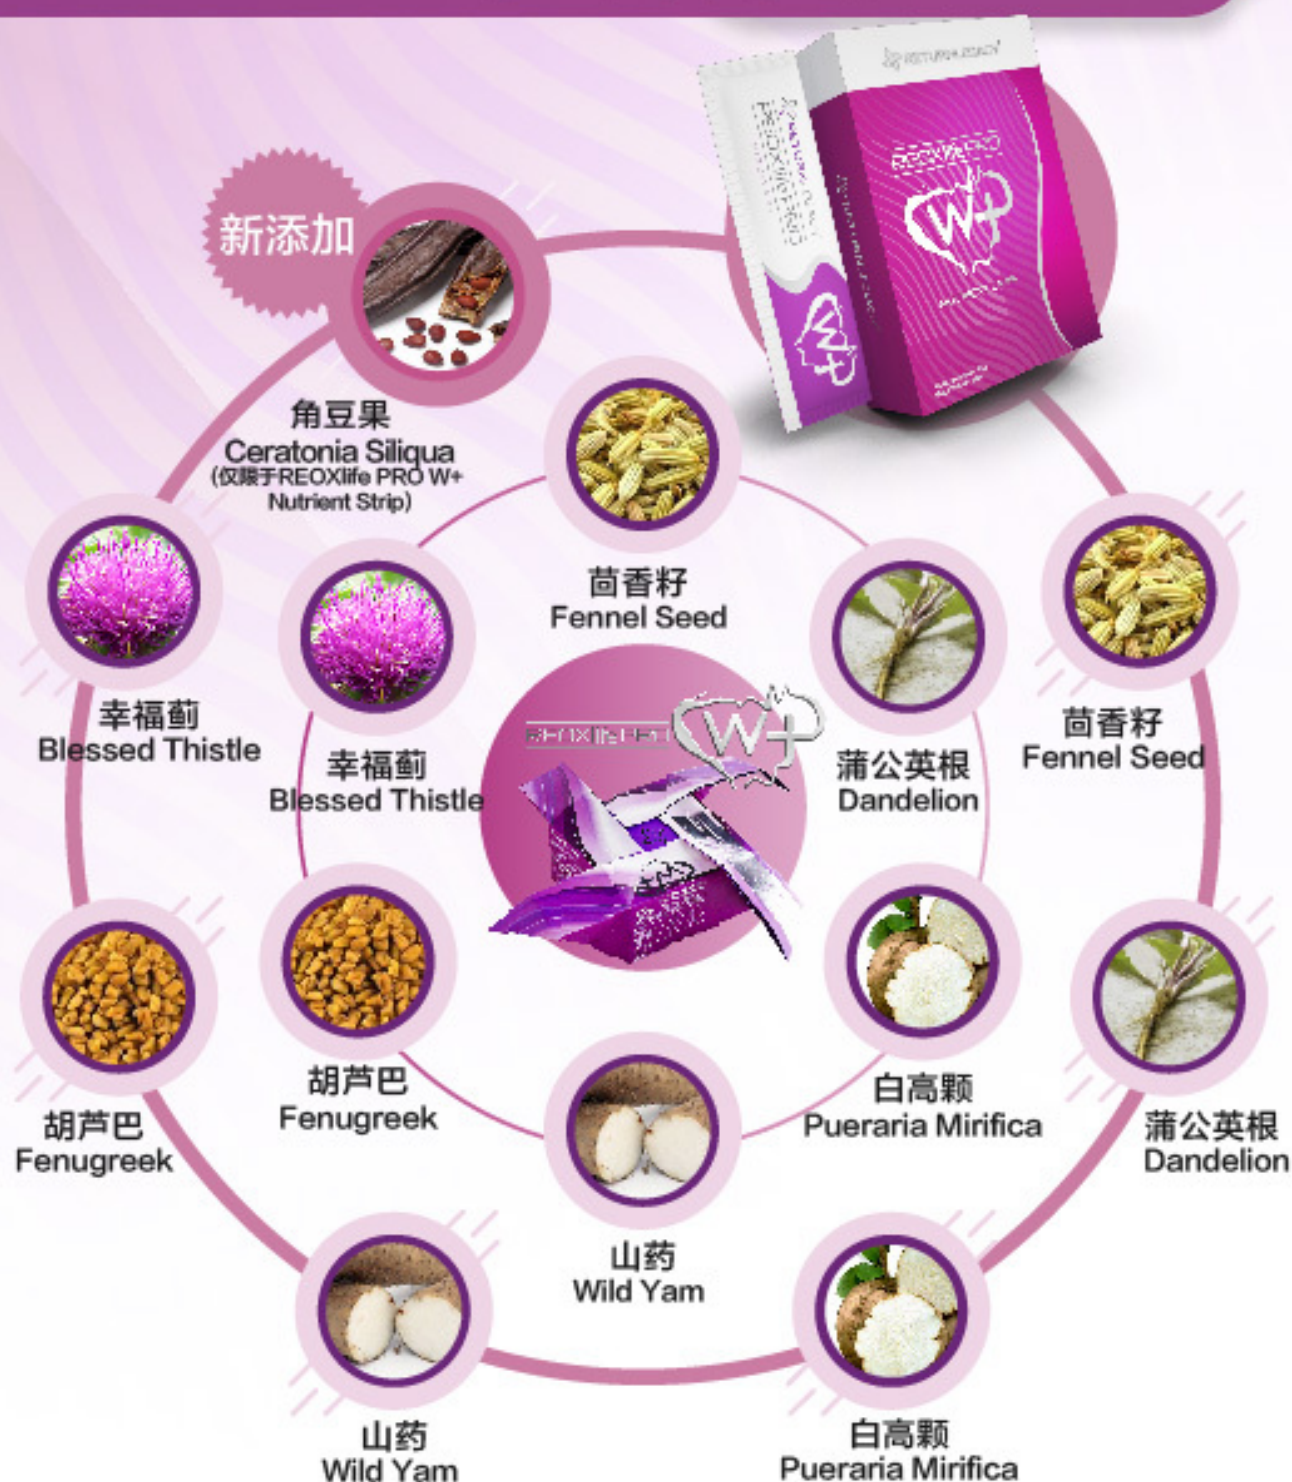 新添加
角豆果
Ceratonia Siliqua
(仅限于REOXlife PRO W+
Nutrient Strip)
茴香籽
Fennel Seed
茴香籽
Fennel Seed
幸福蓟
Blessed Thistle
幸福蓟
Blessed Thistle
REOXlife PRO W+
蒲公英根
Dandelion
胡芦巴
Fenugreek
胡芦巴
Fenugreek
白高颗
Pueraria Mirifica
蒲公英根
Dandelion
山药
Wild Yam
山药
Wild Yam
白高颗
Pueraria Mirifica
REOXlife PRO
W+
W+